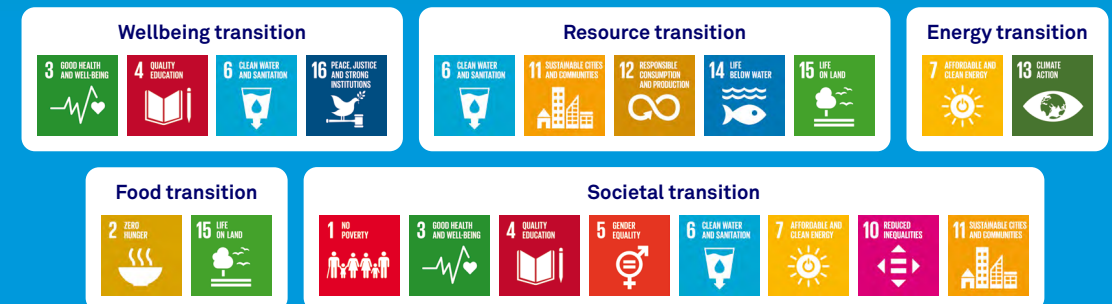 Wellbeing transition
3 GOOD HEALTH
AND WELL-BEING
4 QUALITY
EDUCATION
6 CLEAN WATER
AND SANITATION
16 PEACE, JUSTICE
AND STRONG
INSTITUTIONS
Resource transition
6 CLEAN WATER
AND SANITATION
11 SUSTAINABLE CITIES
AND COMMUNITIES
12 RESPONSIBLE
CONSUMPTION
AND PRODUCTION
14 LIFE
BELOW WATER
15 LIFE
ON LAND
Energy transition
7 AFFORDABLE AND
CLEAN ENERGY
13 CLIMATE
ACTION
Food transition
2 ZERO
HUNGER
15 LIFE
ON LAND
Societal transition
1 NO
POVERTY
3 GOOD HEALTH
AND WELL-BEING
4 QUALITY
EDUCATION
5 GENDER
EQUALITY
6 CLEAN WATER
AND SANITATION
7 AFFORDABLE AND
CLEAN ENERGY
10 REDUCED
INEQUALITIES
11 SUSTAINABLE CITIES
AND COMMUNITIES